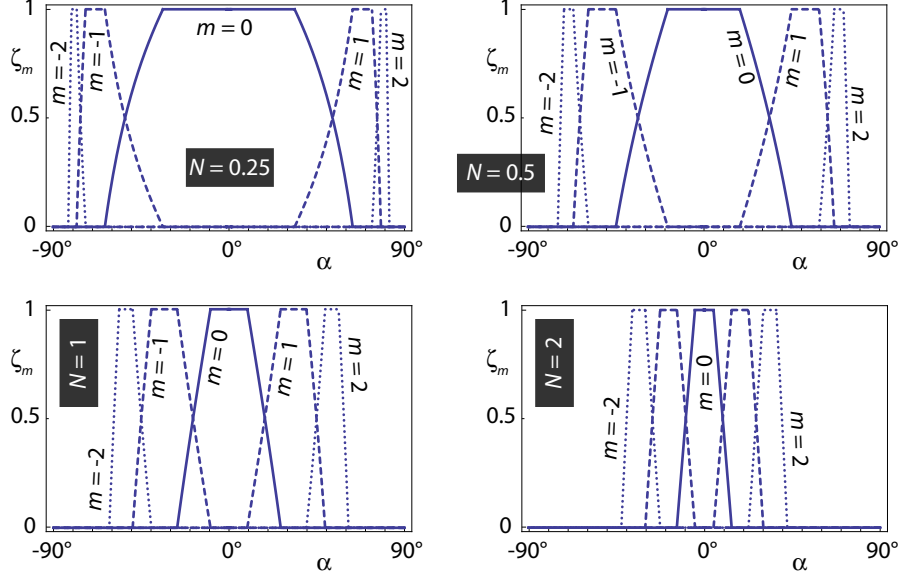 1
ζm
0.5
0
m = -2
m = -1
m = 0
m = 1
m = 2
N = 0.25
-90°
0°
α
90°
1
ζm
0.5
0
m = -2
m = -1
m = 0
m = 1
m = 2
N = 0.5
-90°
0°
α
90°
1
ζm
0.5
0
N = 1
m = -2
m = -1
m = 0
m = 1
m = 2
-90°
0°
α
90°
1
ζm
0.5
0
N = 2
m = -2
m = 0
m = 2
-90°
0°
α
90°